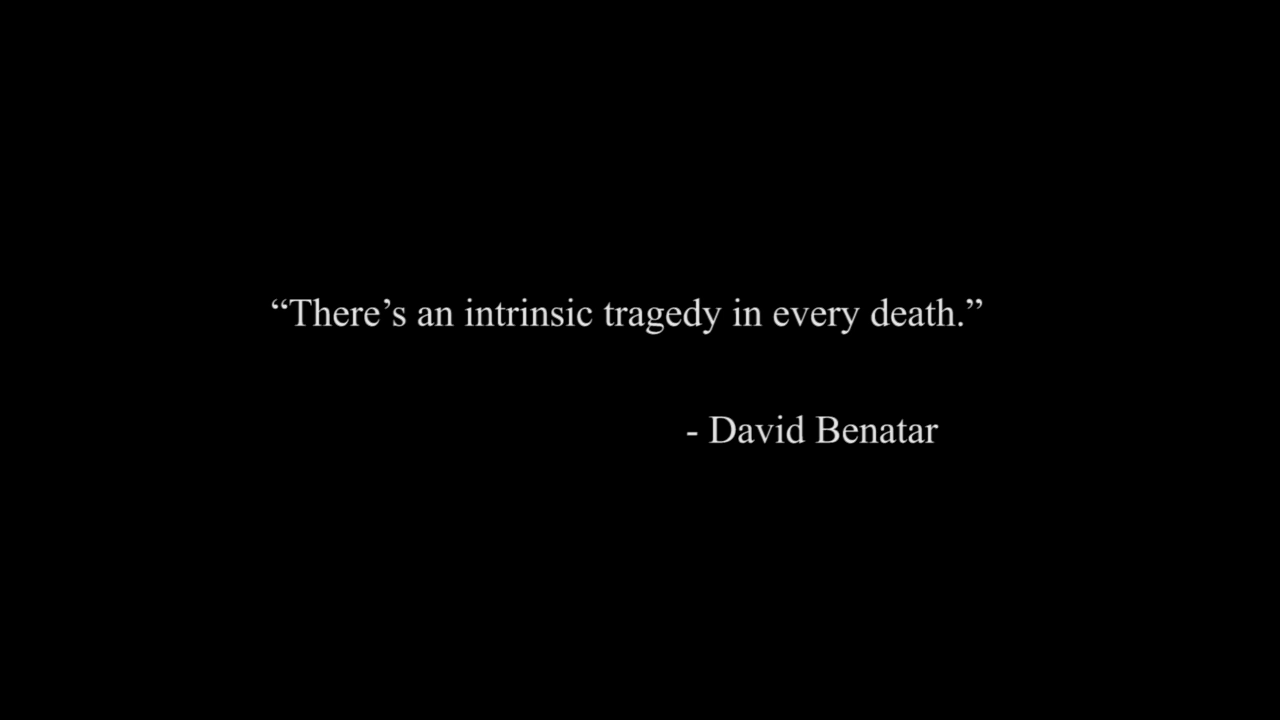 “There’s an intrinsic tragedy in every death.”
- David Benatar